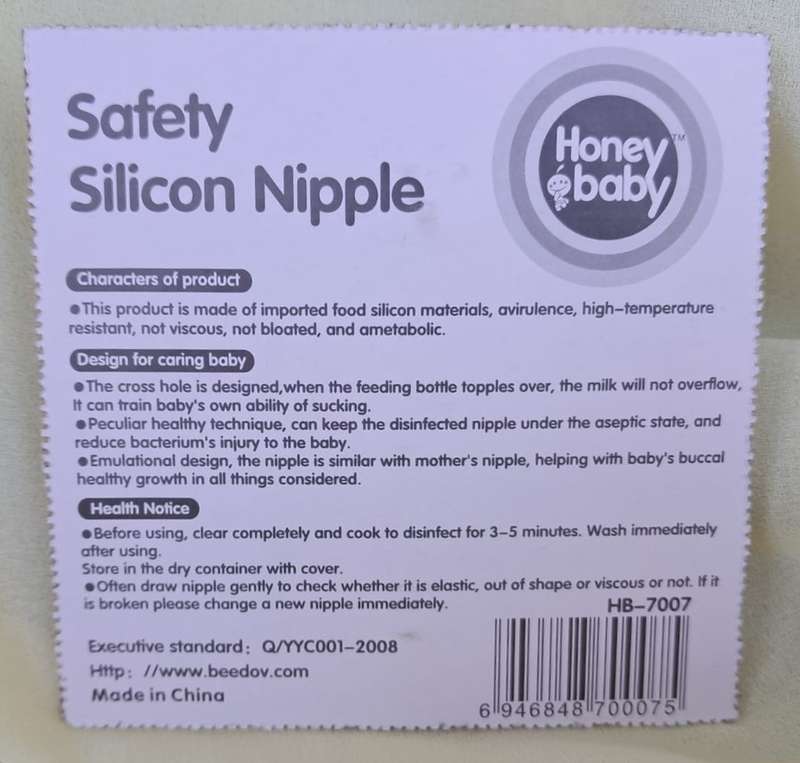 Safety
Silicon Nipple
Honey TM
baby
Characters of product
●This product is made of imported food silicon materials, avirulence, high-temperature
resistant, not viscous, not bloated, and ametabolic.
Design for caring baby
●The cross hole is designed,when the feeding bottle topples over, the milk will not overflow,
It can train baby's own ability of sucking.
●Peculiar healthy technique, can keep the disinfected nipple under the aseptic state, and
reduce bacterium's injury to the baby.
●Emulational design, the nipple is similar with mother's nipple, helping with baby's buccal
healthy growth in all things considered.
Health Notice
●Before using, clear completely and cook to disinfect for 3-5 minutes. Wash immediately
after using.
Store in the dry container with cover.
●Often draw nipple gently to check whether it is elastic, out of shape or viscous or not. If it
is broken please change a new nipple immediately.
HB-7007
Executive standard: Q/YYC001-2008
Http: //www.beedov.com
Made in China
6 946848 700075